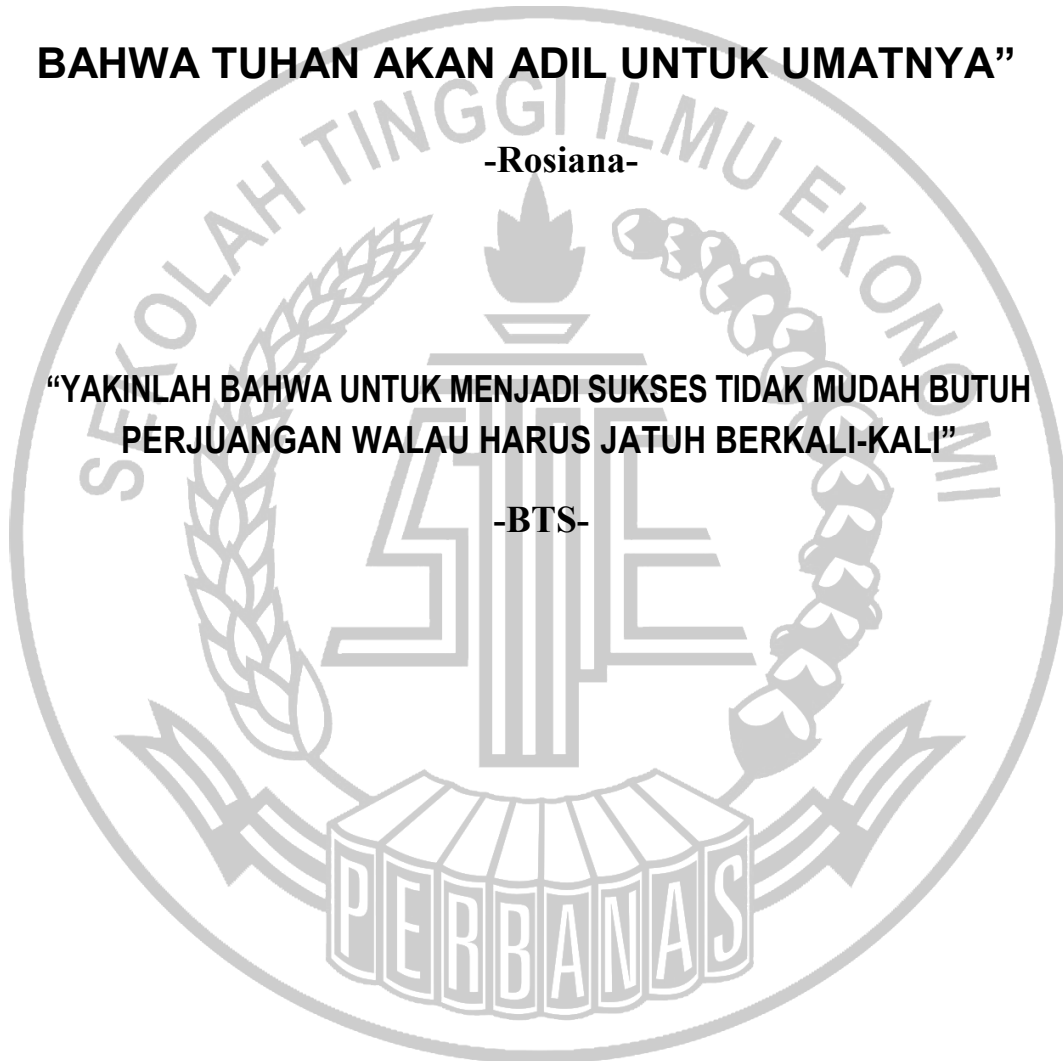 BAHWA TUHAN AKAN ADIL UNTUK UMATNYA”
SEKOLAH TINGGI ILMU EKONOMI
-Rosiana-
“YAKINLAH BAHWA UNTUK MENJADI SUKSES TIDAK MUDAH BUTUH
PERJUANGAN WALAU HARUS JATUH BERKALI-KALI”
-BTS-
STIE
PERBANAS